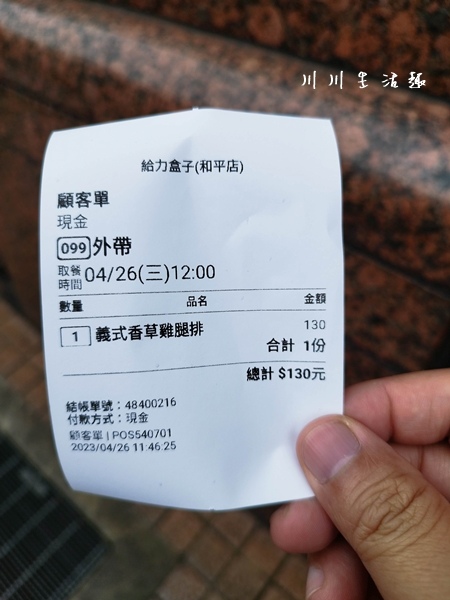 川川生活趣
給力盒子(和平店)
顧客單
現金
099 外帶
取餐時間 04/26(三)12:00
數量 品名 金額
1 義式香草雞腿排 130
合計 1份
總計 $130元
結帳單號：48400216
付款方式：現金
顧客單 | POS540701
2023/04/26 11:46:25